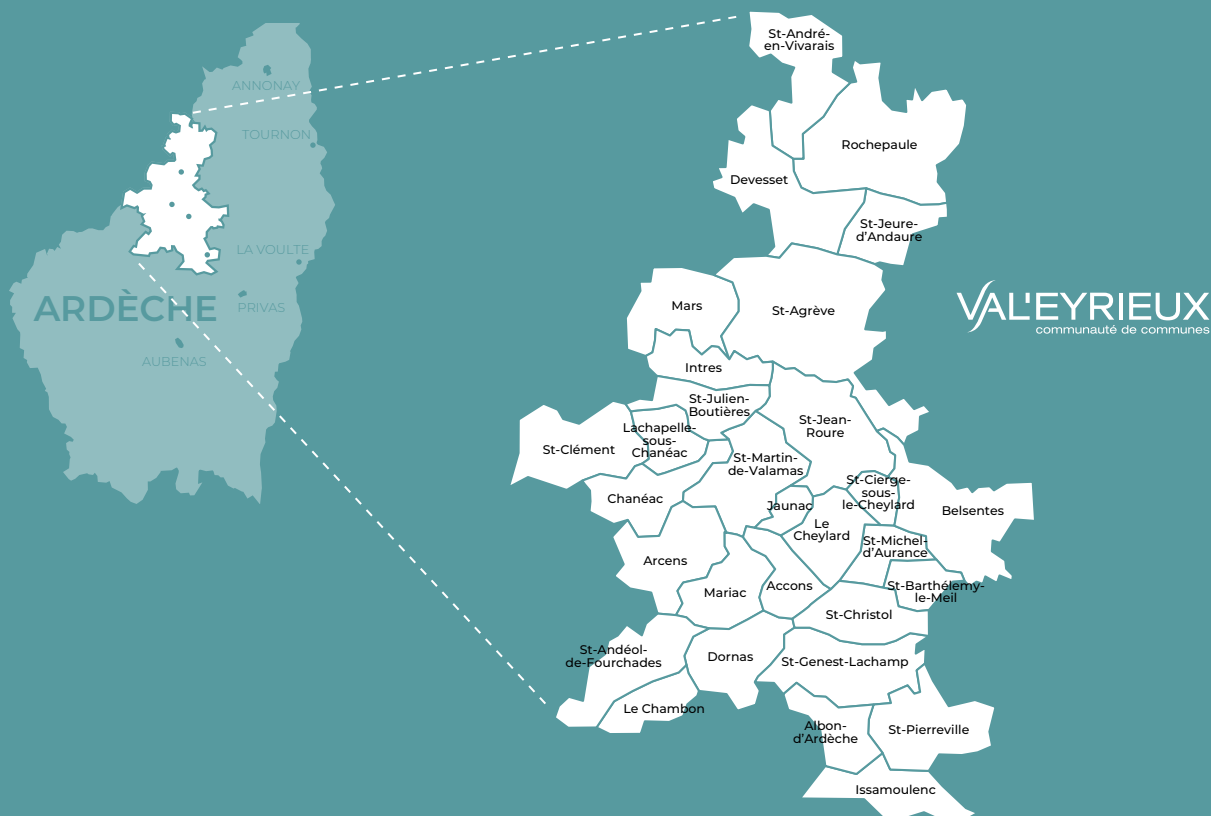 ANNONAY
TOURNON
LA VOULTE
ARDÈCHE
PRIVAS
AUBENAS
St-André-
en-Vivarais
Rochepaule
Devesset
St-Jeure-
d'Andaure
Mars
St-Agrève
VAL'EYRIEUX
communauté de communes
Intres
St-Julien-
Boutières
St-Jean-
Roure
Lachapelle-
sous-
Chanéac
St-Clément
St-Martin-
de-Valamas
Chanéac
Jaunac
St-Cierge-
sous-
le-Cheylard
Belsentes
Le
Cheylard
St-Michel-
d'Aurance
Arcens
Mariac
Accons
St-Barthélemy-
le-Meil
St-Christol
St-Andéol-
de-Fourchades
Dornas
St-Genest-Lachamp
Le Chambon
Albon-
d'Ardèche
St-Pierreville
Issamoulenc